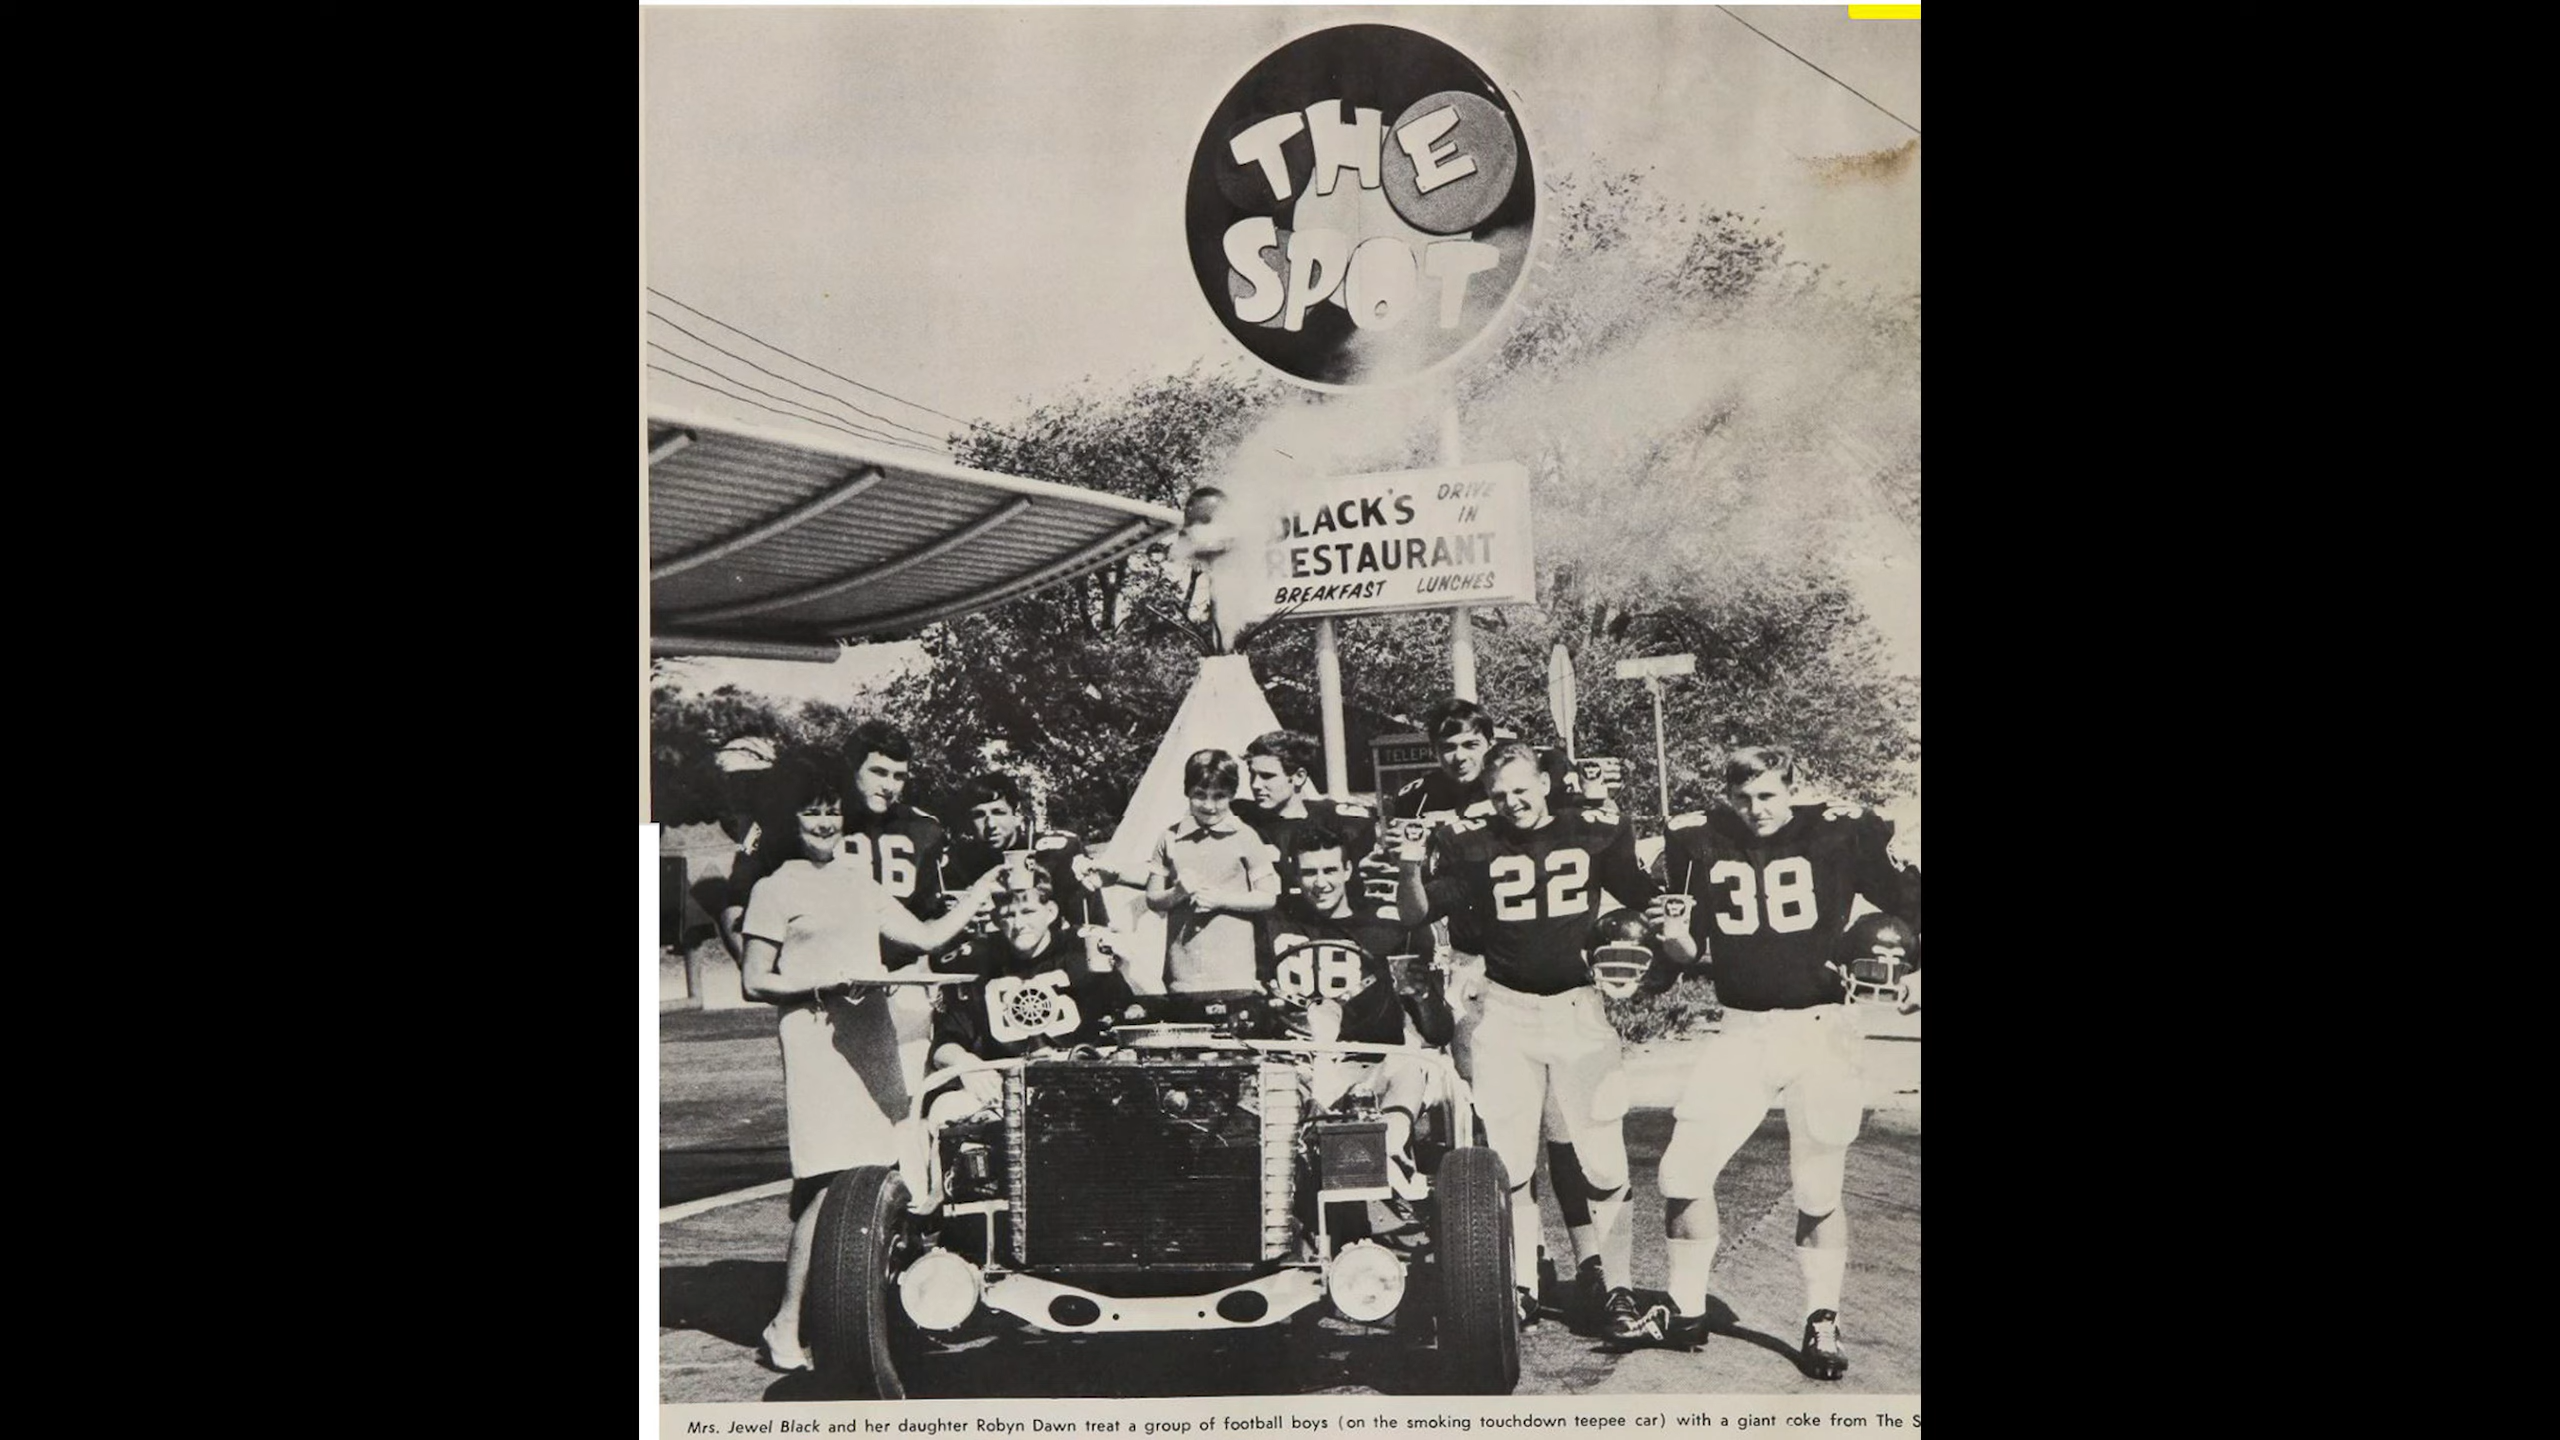 THE
SPOT
BLACK'S DRIVE IN
RESTAURANT
BREAKFAST LUNCHES
TELEP
86
22
38
88
Mrs. Jewel Black and her daughter Robyn Dawn treat a group of football boys (on the smoking touchdown teepee car) with a giant coke from The S